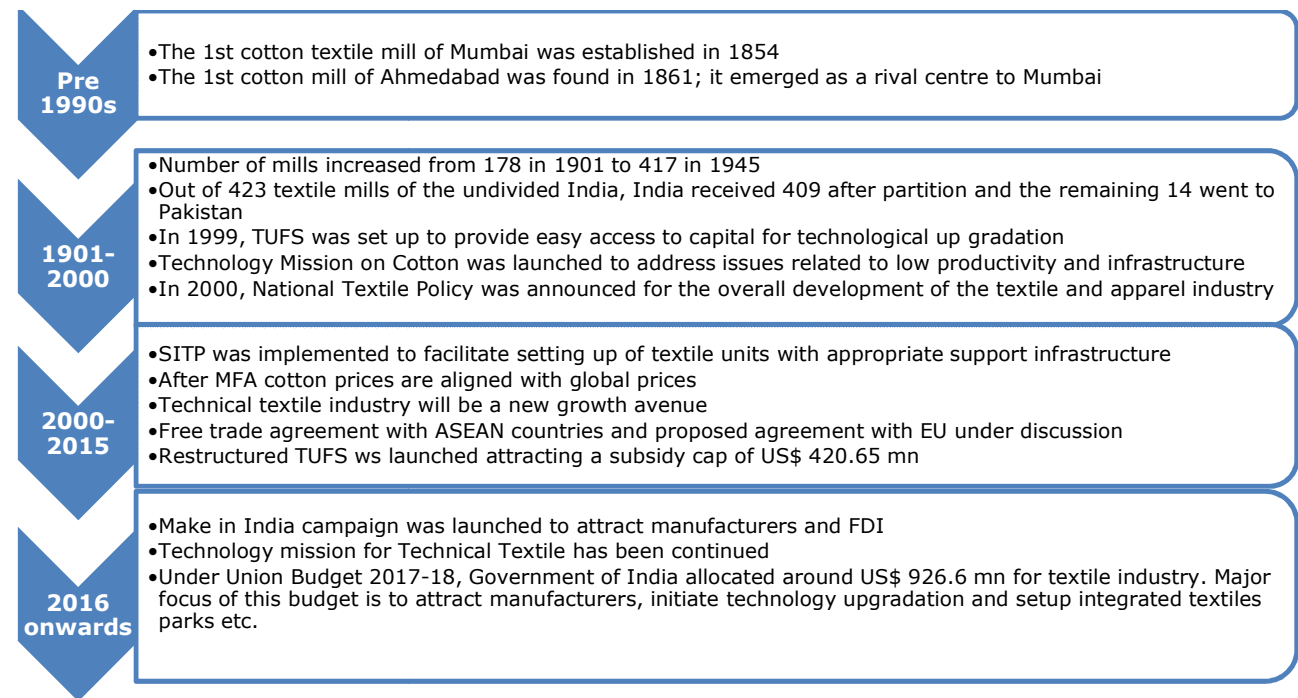 Pre
1990s
•The 1st cotton textile mill of Mumbai was established in 1854
•The 1st cotton mill of Ahmedabad was found in 1861; it emerged as a rival centre to Mumbai
1901-
2000
•Number of mills increased from 178 in 1901 to 417 in 1945
•Out of 423 textile mills of the undivided India, India received 409 after partition and the remaining 14 went to
Pakistan
•In 1999, TUFS was set up to provide easy access to capital for technological up gradation
•Technology Mission on Cotton was launched to address issues related to low productivity and infrastructure
•In 2000, National Textile Policy was announced for the overall development of the textile and apparel industry
2000-
2015
•SITP was implemented to facilitate setting up of textile units with appropriate support infrastructure
•After MFA cotton prices are aligned with global prices
•Technical textile industry will be a new growth avenue
•Free trade agreement with ASEAN countries and proposed agreement with EU under discussion
•Restructured TUFS ws launched attracting a subsidy cap of US$ 420.65 mn
2016
onwards
•Make in India campaign was launched to attract manufacturers and FDI
•Technology mission for Technical Textile has been continued
•Under Union Budget 2017-18, Government of India allocated around US$ 926.6 mn for textile industry. Major
focus of this budget is to attract manufacturers, initiate technology upgradation and setup integrated textiles
parks etc.